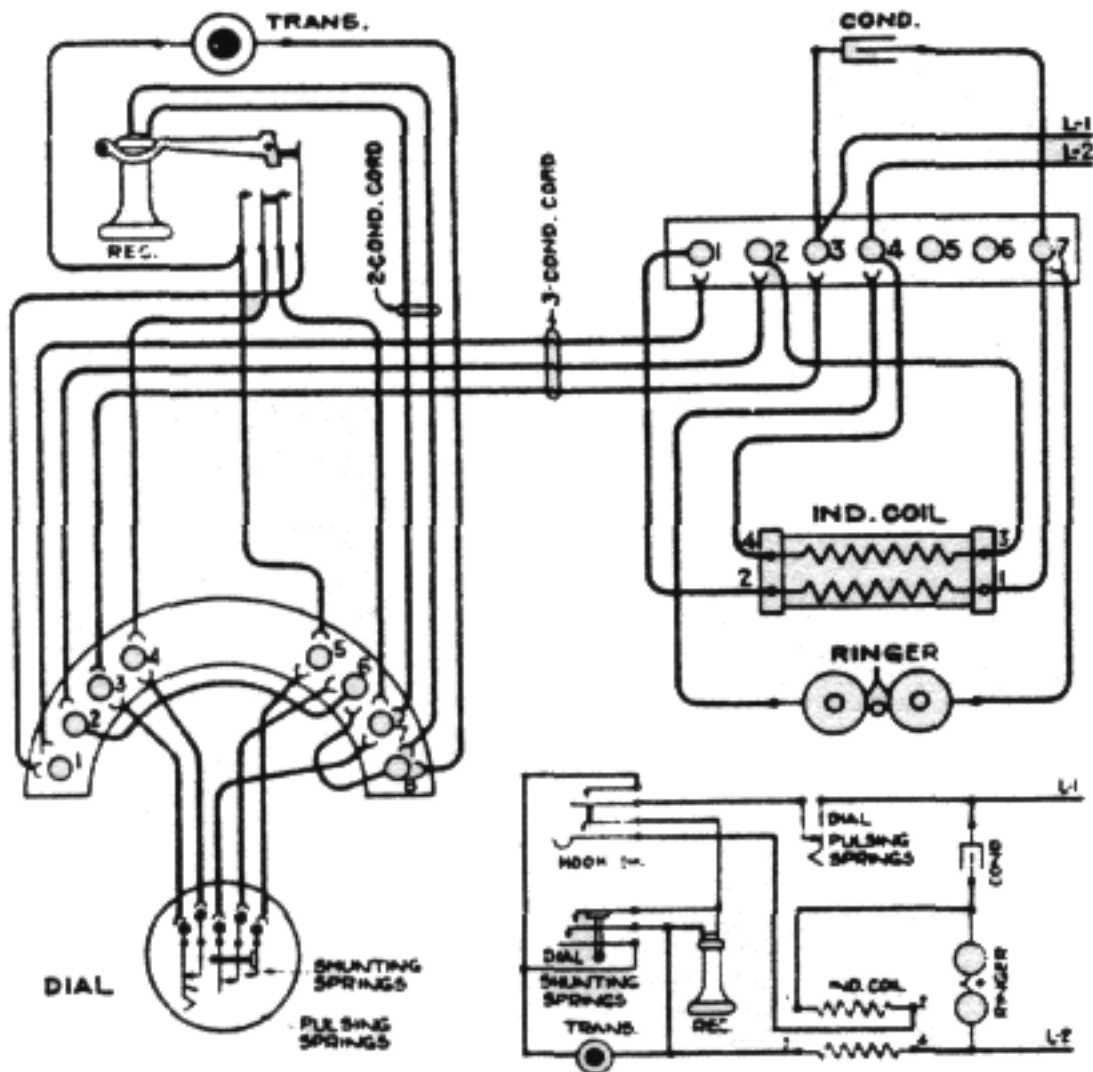 TRANS.
COND.
L-1
L-2
REC.
2-COND. CORD
3-COND. CORD
1 2 3 4 5 6 7
IND. COIL
4 3
2 1
RINGER
4 5
3 6
2 7
1 8
DIAL
SHUNTING
SPRINGS
PULSING
SPRINGS
L-1
DIAL
PULSING
SPRINGS
HOOK SW.
COND
DIAL
SHUNTING
SPRINGS
REC.
TRANS.
IND. COIL
2
RINGER
4
L-2